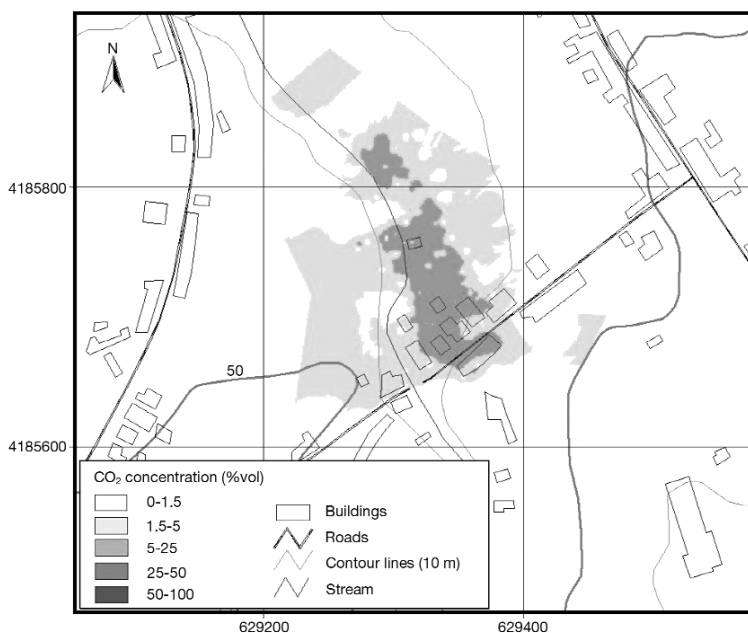 N
4185800
50
4185600
CO₂ concentration (%vol)
0-1.5
1.5-5
5-25
25-50
50-100
Buildings
Roads
Contour lines (10 m)
Stream
629200
629400